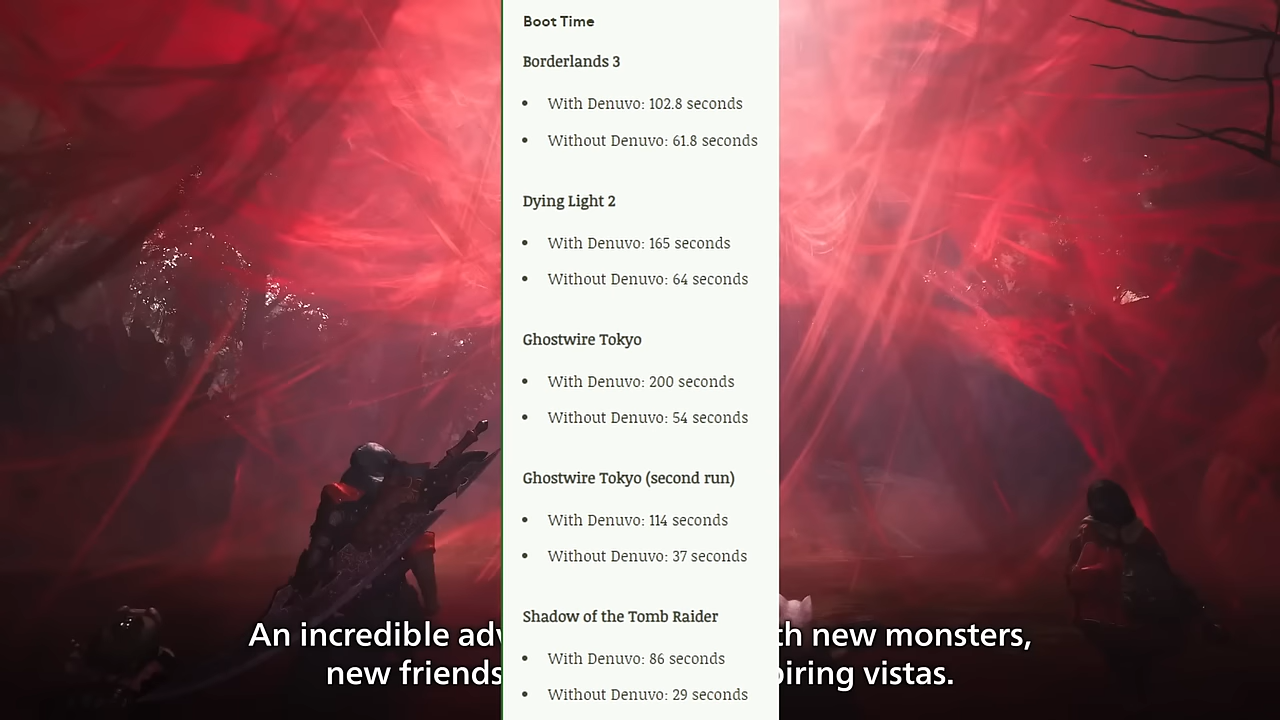 Boot Time
Borderlands 3
• With Denuvo: 102.8 seconds
• Without Denuvo: 61.8 seconds
Dying Light 2
• With Denuvo: 165 seconds
• Without Denuvo: 64 seconds
Ghostwire Tokyo
• With Denuvo: 200 seconds
• Without Denuvo: 54 seconds
Ghostwire Tokyo (second run)
• With Denuvo: 114 seconds
• Without Denuvo: 37 seconds
Shadow of the Tomb Raider
• With Denuvo: 86 seconds
• Without Denuvo: 29 seconds
An incredible new monsters,
new friends vistas.